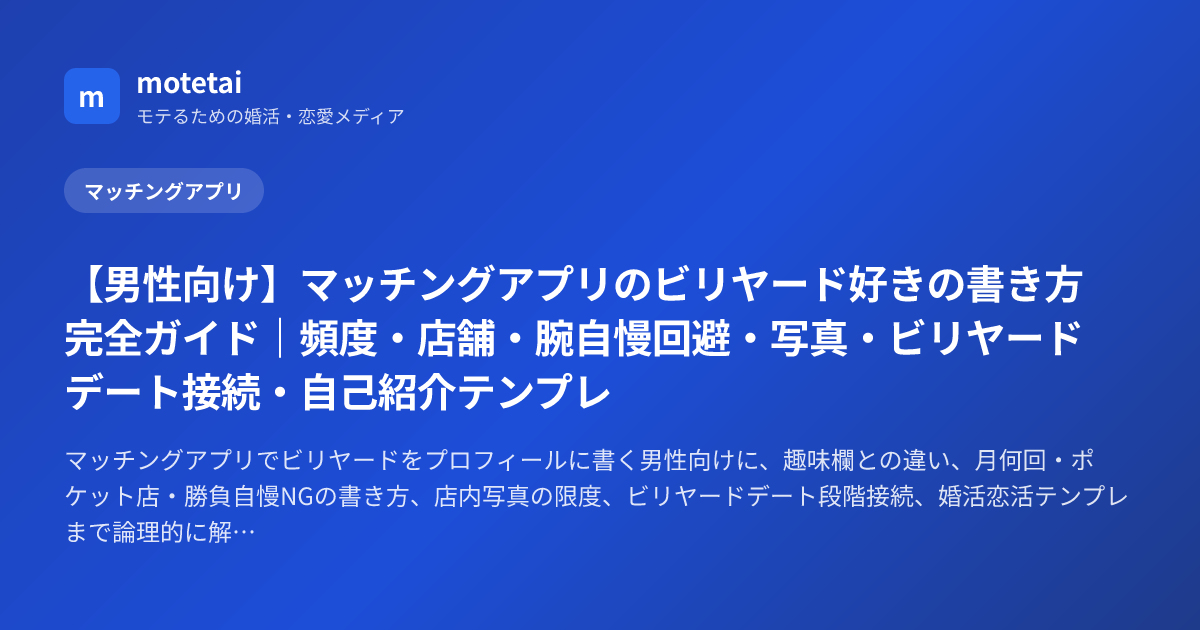 m
motetai
モテるための婚活・恋愛メディア
マッチングアプリ
【男性向け】マッチングアプリのビリヤード好きの書き方
完全ガイド｜頻度・店舗・腕自慢回避・写真・ビリヤード
デート接続・自己紹介テンプレ
マッチングアプリでビリヤードをプロフィールに書く男性向けに、趣味欄との違い、月何回・ポ
ケット店・勝負自慢NGの書き方、店内写真の限度、ビリヤードデート段階接続、婚活恋活テンプレ
まで論理的に解…